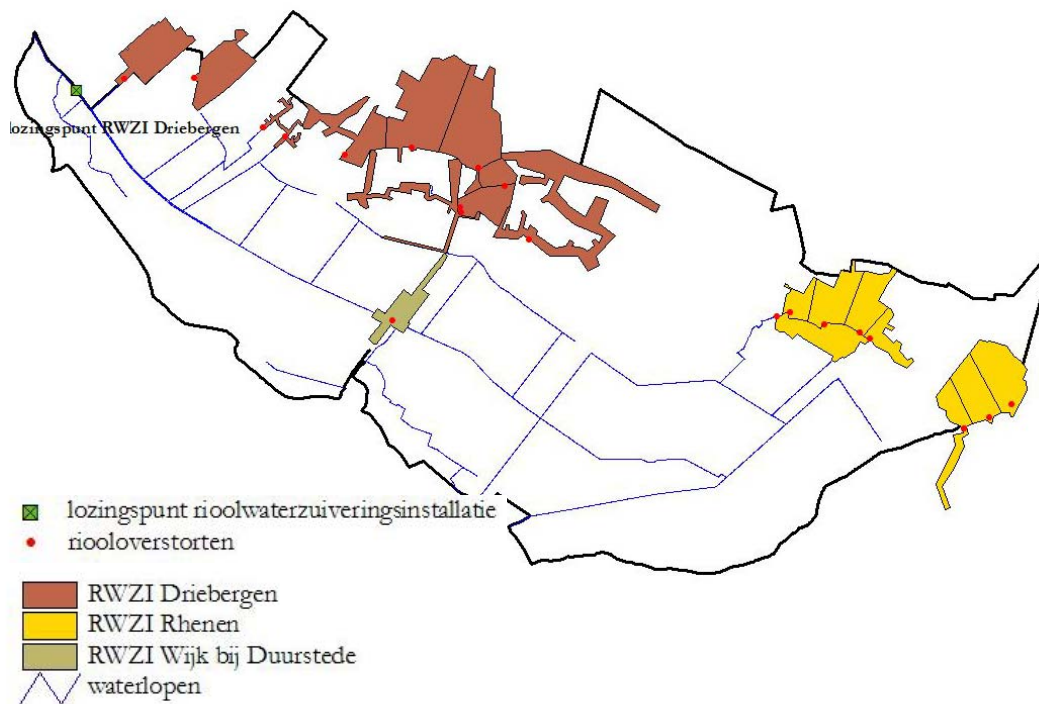 lozingspunt RWZI Driebergen
lozingspunt rioolwaterzuiveringsinstallatie
riooloverstorten
RWZI Driebergen
RWZI Rhenen
RWZI Wijk bij Duurstede
waterlopen